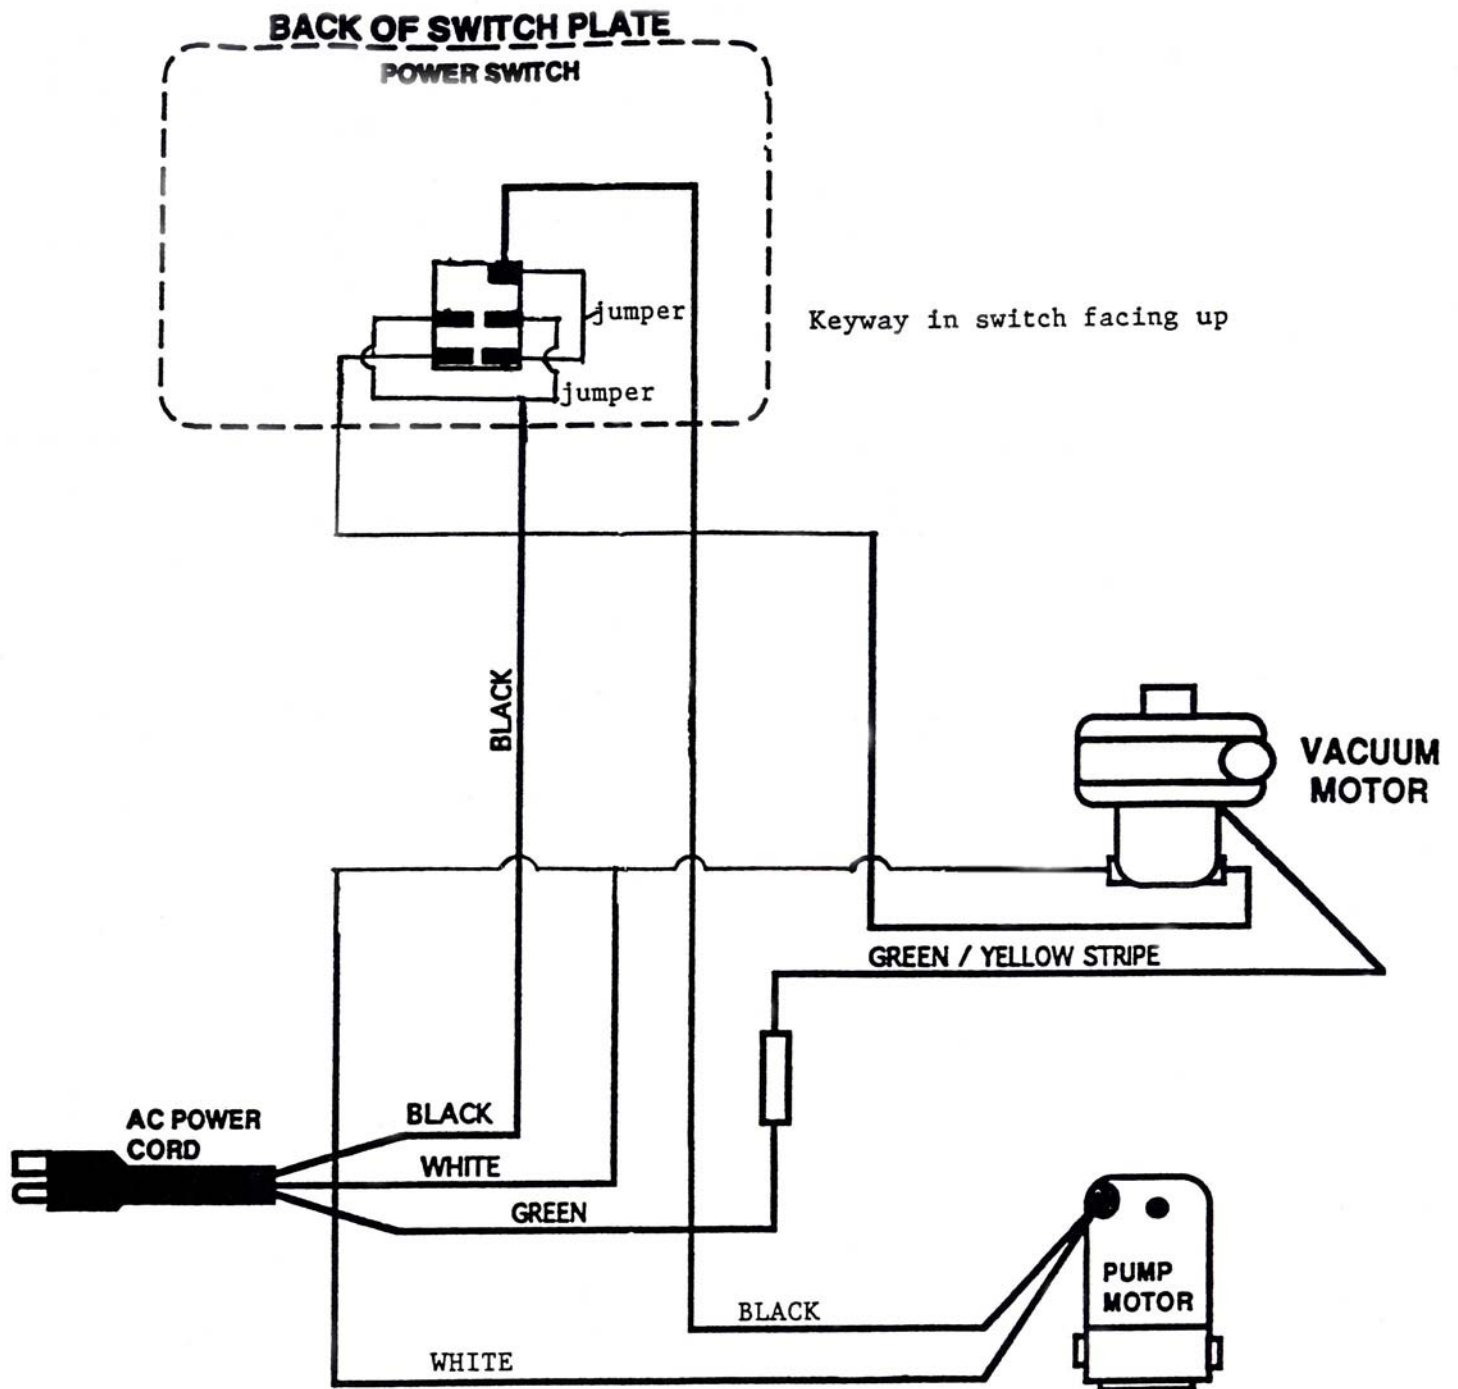 BACK OF SWITCH PLATE
POWER SWITCH
jumper
Keyway in switch facing up
jumper
BLACK
VACUUM
MOTOR
GREEN / YELLOW STRIPE
AC POWER
CORD
BLACK
WHITE
GREEN
PUMP
MOTOR
BLACK
WHITE